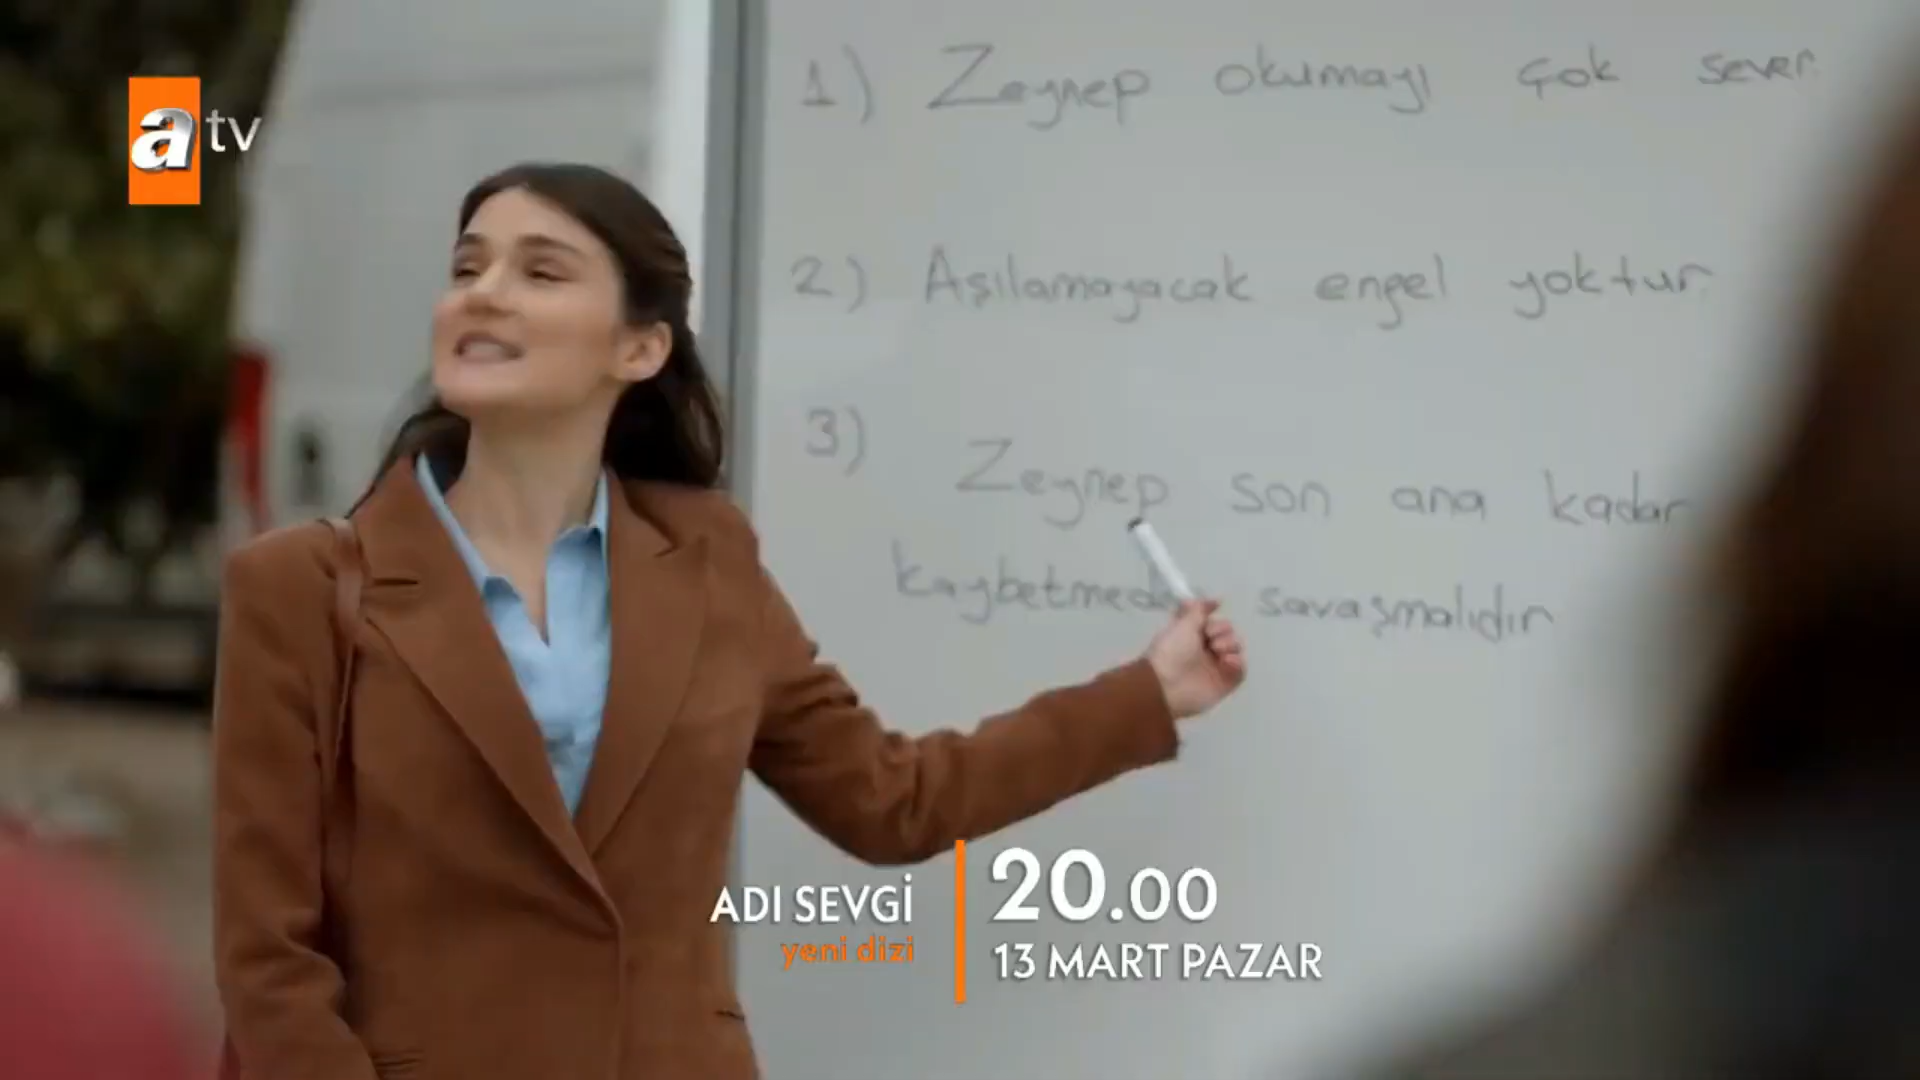 atv
1) Zeynep okumayı çok sever.
2) Aşılamayacak engel yoktur.
3) Zeynep son ana kadar
savaşmalıdır
ADI SEVGİ
yeni dizi
20.00
13 MART PAZAR